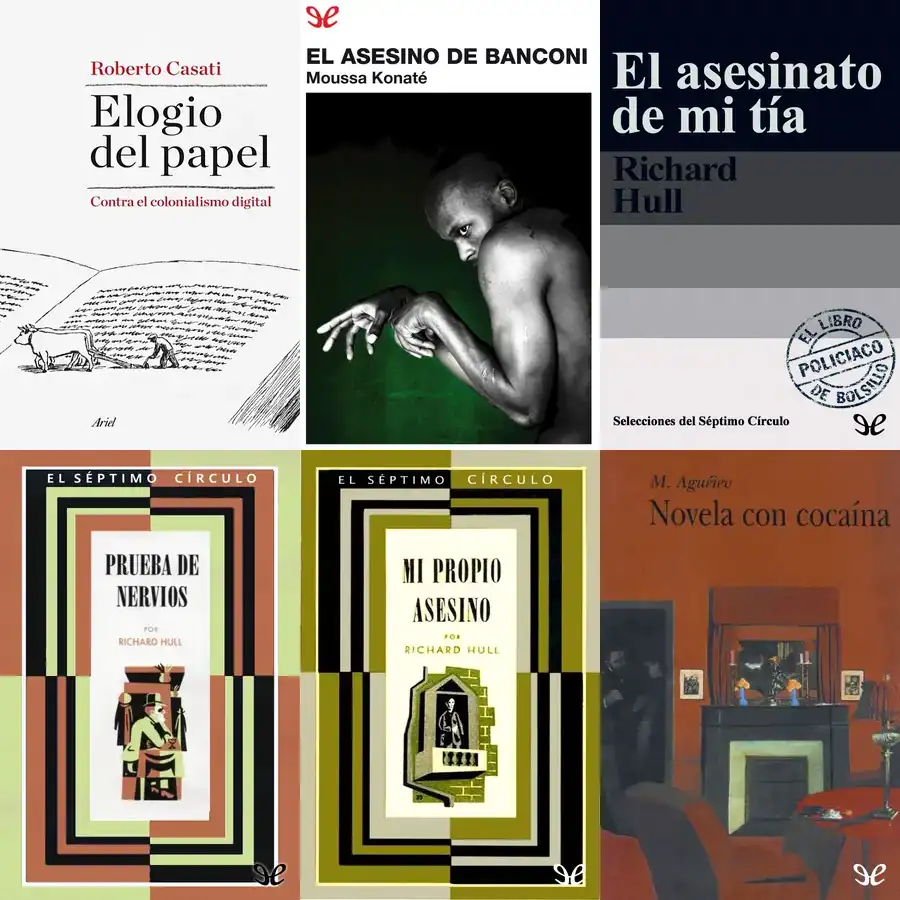 Roberto Casati
Elogio
del papel
Contra el colonialismo digital
Ariel
EL ASESINO DE BANCONI
Moussa Konaté
El asesinato
de mi tía
Richard
Hull
EL LIBRO
POLICIACO
DE BOLSILLO
Selecciones del Séptimo Círculo
EL SÉPTIMO CÍRCULO
PRUEBA DE
NERVIOS
POR
RICHARD HULL
EL SÉPTIMO CÍRCULO
MI PROPIO
ASESINO
POR
RICHARD HULL
M. Aguéiev
Novela con cocaína